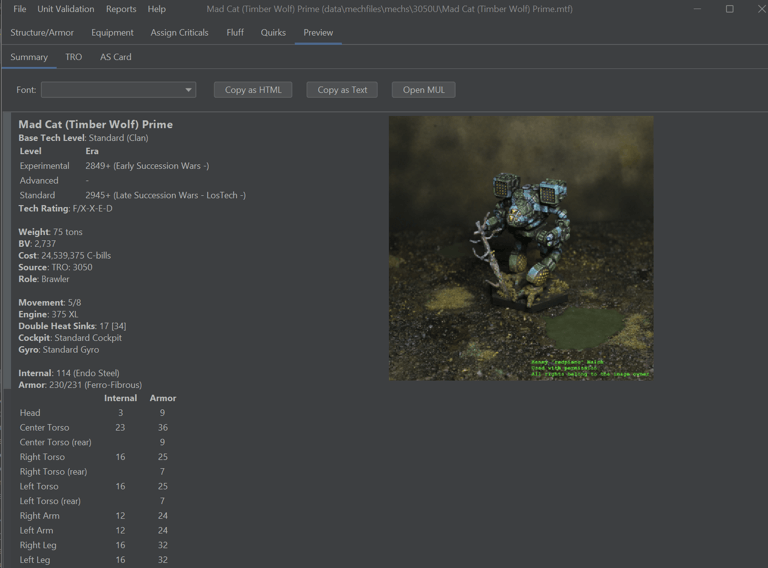 File Unit Validation Reports Help Mad Cat (Timber Wolf) Prime (data\mechfiles\mechs\3050U\Mad Cat (Timber Wolf) Prime.mtf)
Structure/Armor Equipment Assign Criticals Fluff Quirks Preview
Summary TRO AS Card
Font: Copy as HTML Copy as Text Open MUL
Mad Cat (Timber Wolf) Prime
Base Tech Level: Standard (Clan)
Level Era
Experimental 2849+ (Early Succession Wars -)
Advanced -
Standard 2945+ (Late Succession Wars - LosTech -)
Tech Rating: F/X-X-E-D
Weight: 75 tons
BV: 2,737
Cost: 24,539,375 C-bills
Source: TRO: 3050
Role: Brawler
Movement: 5/8
Engine: 375 XL
Double Heat Sinks: 17 [34]
Cockpit: Standard Cockpit
Gyro: Standard Gyro
Internal: 114 (Endo Steel)
Armor: 230/231 (Ferro-Fibrous)
Internal Armor
Head 3 9
Center Torso 23 36
Center Torso (rear) 9
Right Torso 16 25
Right Torso (rear) 7
Left Torso 16 25
Left Torso (rear) 7
Right Arm 12 24
Left Arm 12 24
Right Leg 16 32
Left Leg 16 32
Used with permission
All rights belong to the image owner